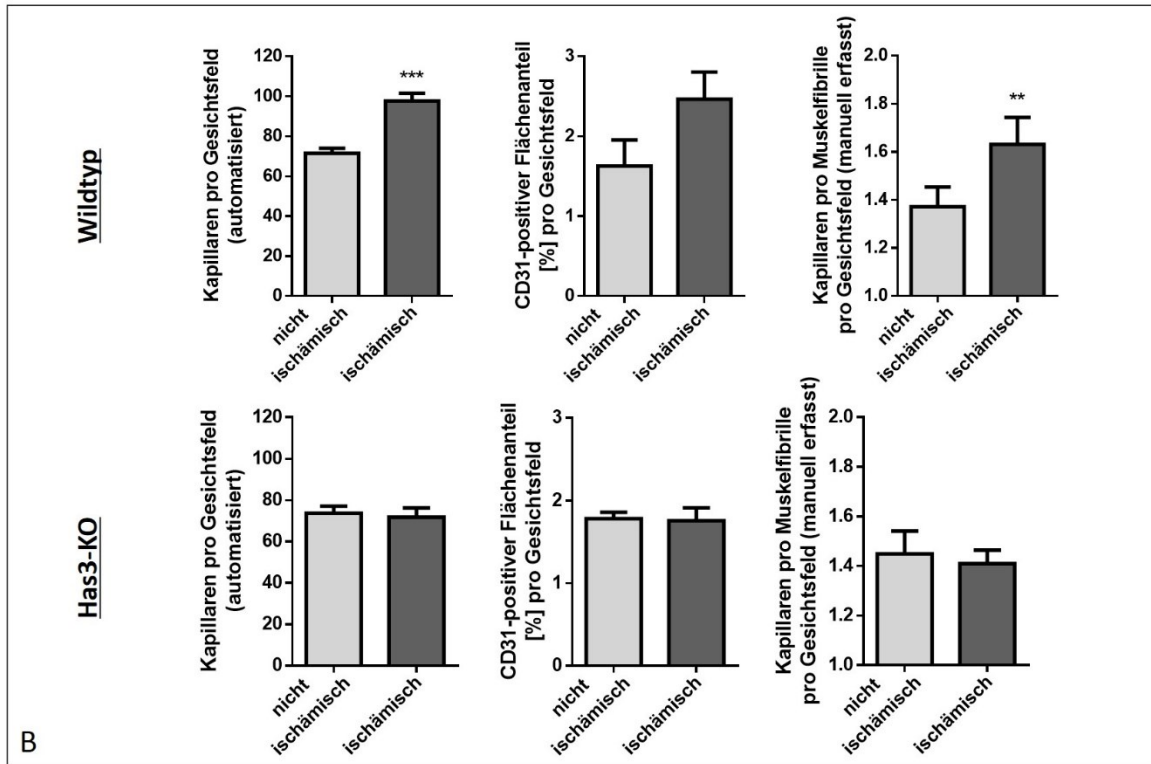 Wildtyp
Kapillaren pro Gesichtsfeld
(automatisiert)
120
100
80
60
40
20
0
***
nicht
ischämisch
ischämisch
CD31-positiver Flächenanteil
[%] pro Gesichtsfeld
3
2
1
0
nicht
ischämisch
ischämisch
Kapillaren pro Muskelfibrille
pro Gesichtsfeld (manuell erfasst)
2.0
1.8
1.6
1.4
1.2
1.0
**
nicht
ischämisch
ischämisch
Has3-KO
Kapillaren pro Gesichtsfeld
(automatisiert)
120
100
80
60
40
20
0
nicht
ischämisch
ischämisch
CD31-positiver Flächenanteil
[%] pro Gesichtsfeld
3
2
1
0
nicht
ischämisch
ischämisch
Kapillaren pro Muskelfibrille
pro Gesichtsfeld (manuell erfasst)
2.0
1.8
1.6
1.4
1.2
1.0
nicht
ischämisch
ischämisch
B